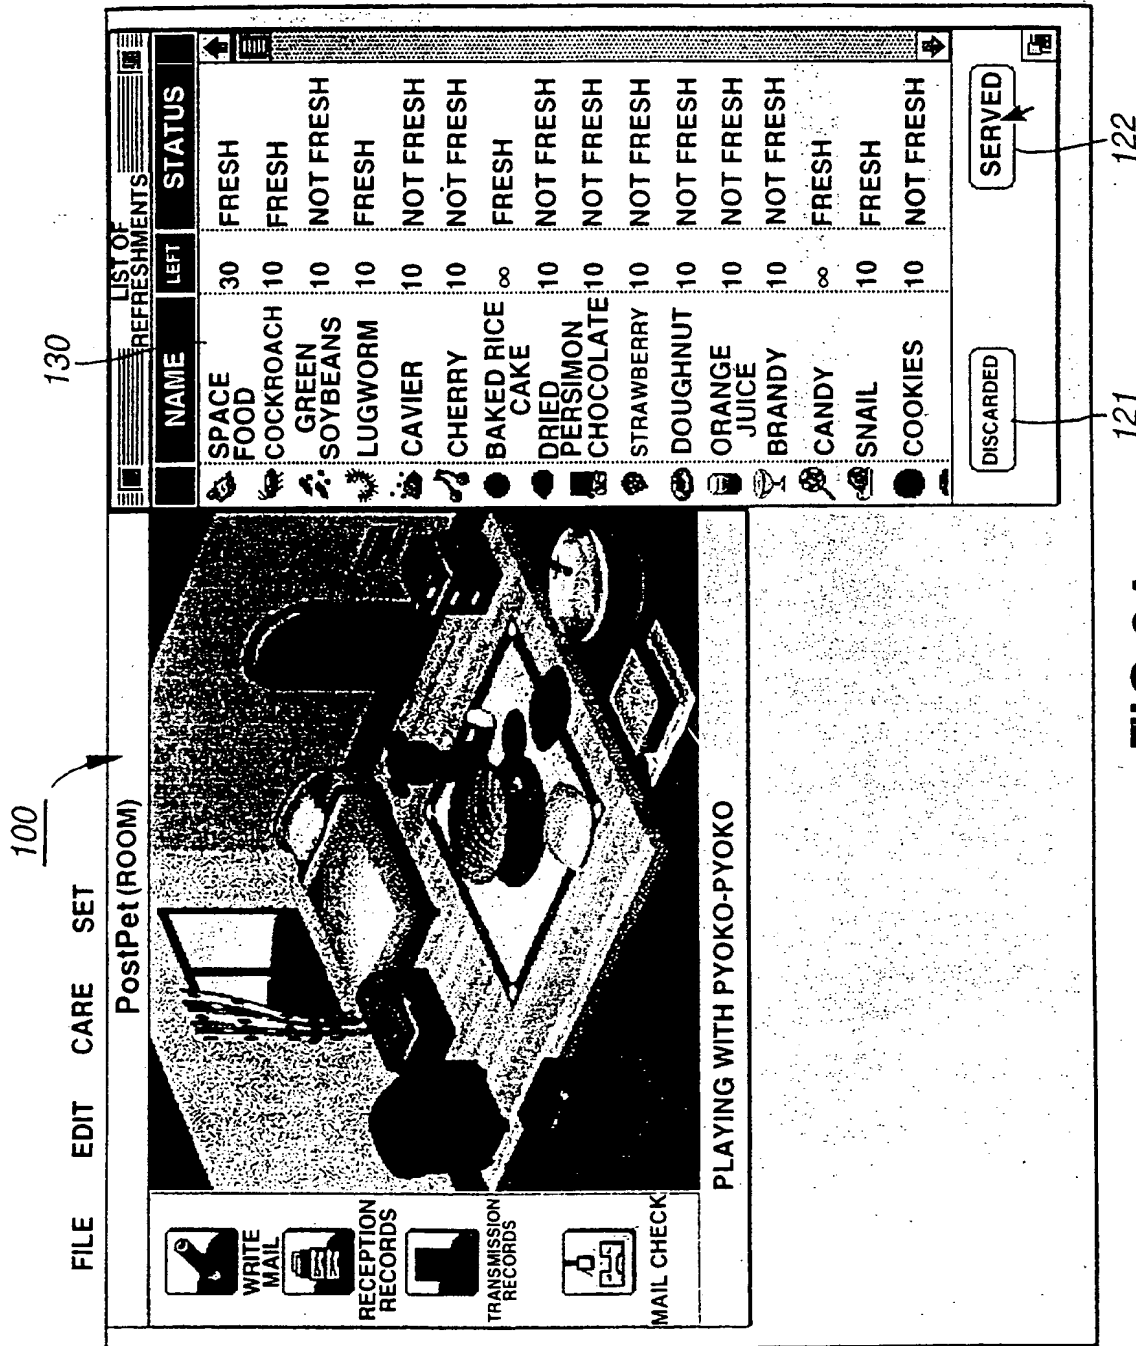 100
FILE EDIT CARE SET
PostPet (ROOM)
WRITE
MAIL
RECEPTION
RECORDS
TRANSMISSION
RECORDS
MAIL CHECK
PLAYING WITH PYOKO-PYOKO
130
LIST OF
REFRESHMENTS
NAME LEFT STATUS
SPACE
FOOD 30 FRESH
COCKROACH 10 FRESH
GREEN
SOYBEANS 10 NOT FRESH
LUGWORM 10 FRESH
CAVIER 10 NOT FRESH
CHERRY 10 NOT FRESH
BAKED RICE
CAKE ∞ FRESH
DRIED
PERSIMION 10 NOT FRESH
CHOCOLATE 10 NOT FRESH
STRAWBERRY 10 NOT FRESH
DOUGHNUT 10 NOT FRESH
ORANGE
JUICE 10 NOT FRESH
BRANDY 10 NOT FRESH
CANDY ∞ FRESH
SNAIL 10 FRESH
COOKIES 10 NOT FRESH
DISCARDED SERVED
121 122